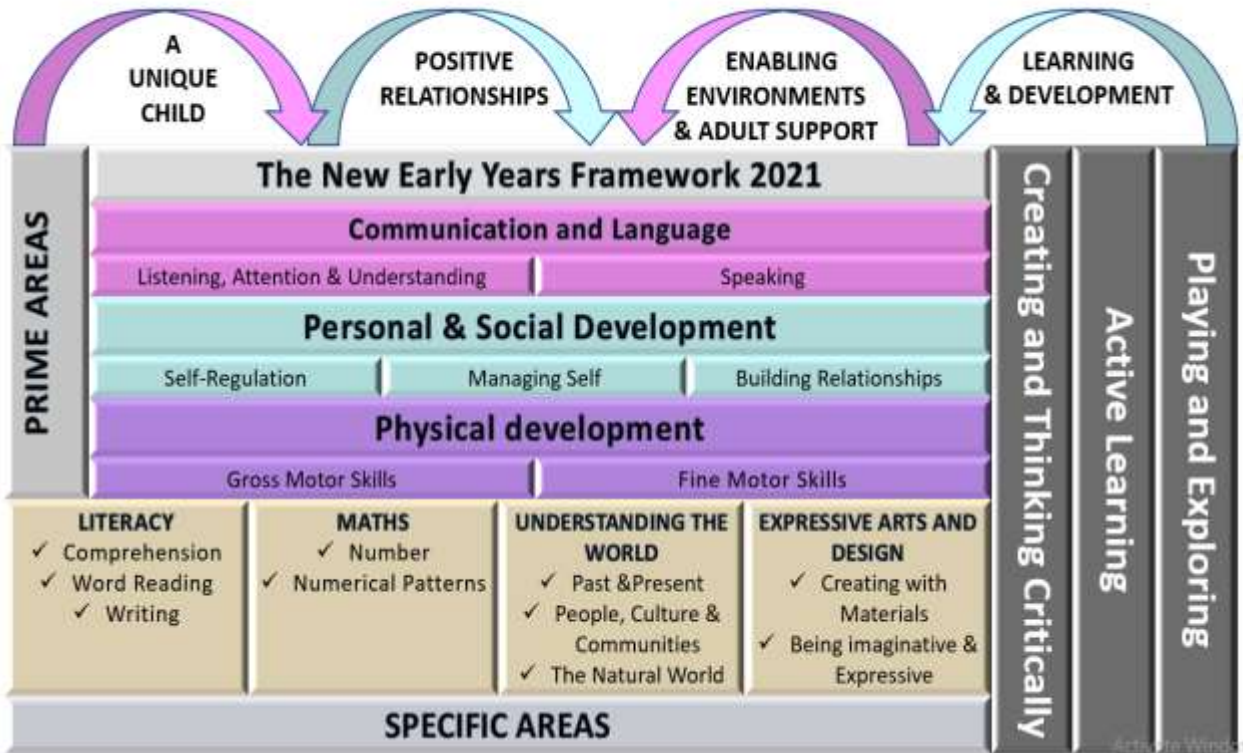 A
UNIQUE
CHILD
POSITIVE
RELATIONSHIPS
ENABLING
ENVIRONMENTS
& ADULT SUPPORT
LEARNING
& DEVELOPMENT
PRIME AREAS
The New Early Years Framework 2021
Communication and Language
Listening, Attention & Understanding
Speaking
Personal & Social Development
Self-Regulation
Managing Self
Building Relationships
Physical development
Gross Motor Skills
Fine Motor Skills
LITERACY
✓ Comprehension
✓ Word Reading
✓ Writing
MATHS
✓ Number
✓ Numerical Patterns
UNDERSTANDING THE
WORLD
✓ Past &Present
✓ People, Culture &
Communities
✓ The Natural World
EXPRESSIVE ARTS AND
DESIGN
✓ Creating with
Materials
✓ Being imaginative &
Expressive
SPECIFIC AREAS
Creating and Thinking Critically
Active Learning
Playing and Exploring